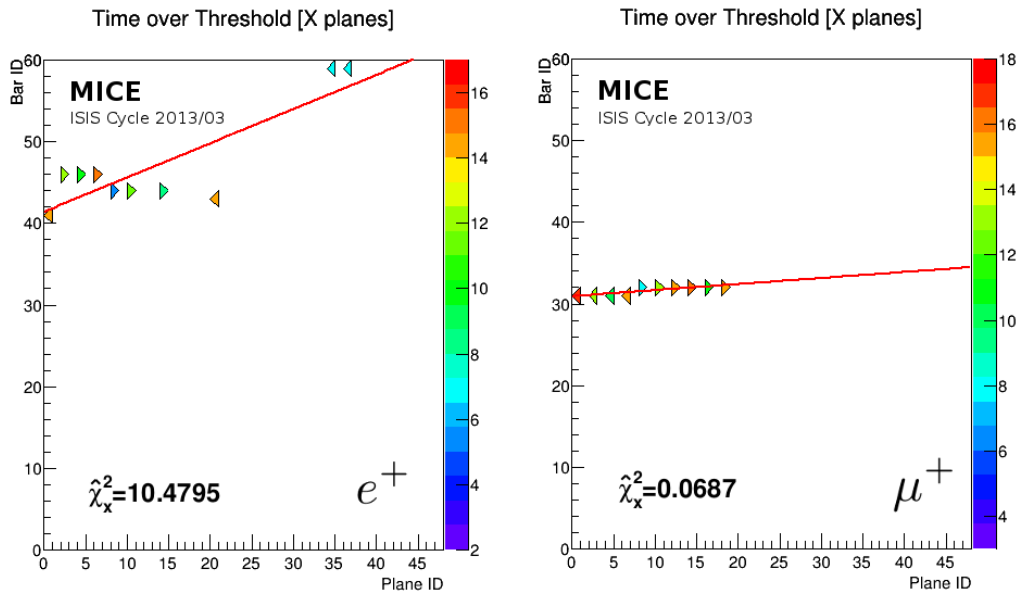 Time over Threshold [X planes]
Bar ID
60
50
40
30
20
10
0
MICE
ISIS Cycle 2013/03
χ̂²ₓ=10.4795
e⁺
0 5 10 15 20 25 30 35 40 45
Plane ID
16
14
12
10
8
6
4
2
Time over Threshold [X planes]
Bar ID
60
50
40
30
20
10
0
MICE
ISIS Cycle 2013/03
χ̂²ₓ=0.0687
μ⁺
0 5 10 15 20 25 30 35 40 45
Plane ID
18
16
14
12
10
8
6
4